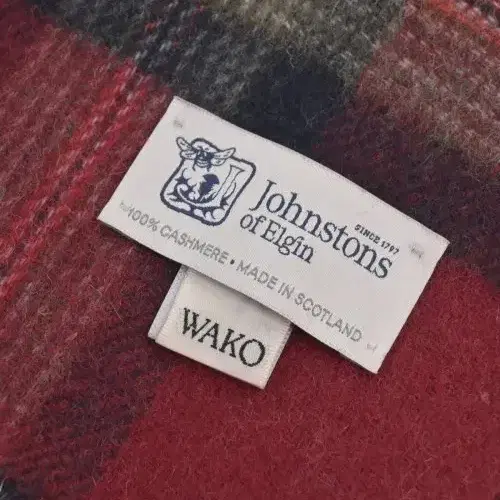 Johnstons
of Elgin
SINCE 1797
100% CASHMERE • MADE IN SCOTLAND
WAKO